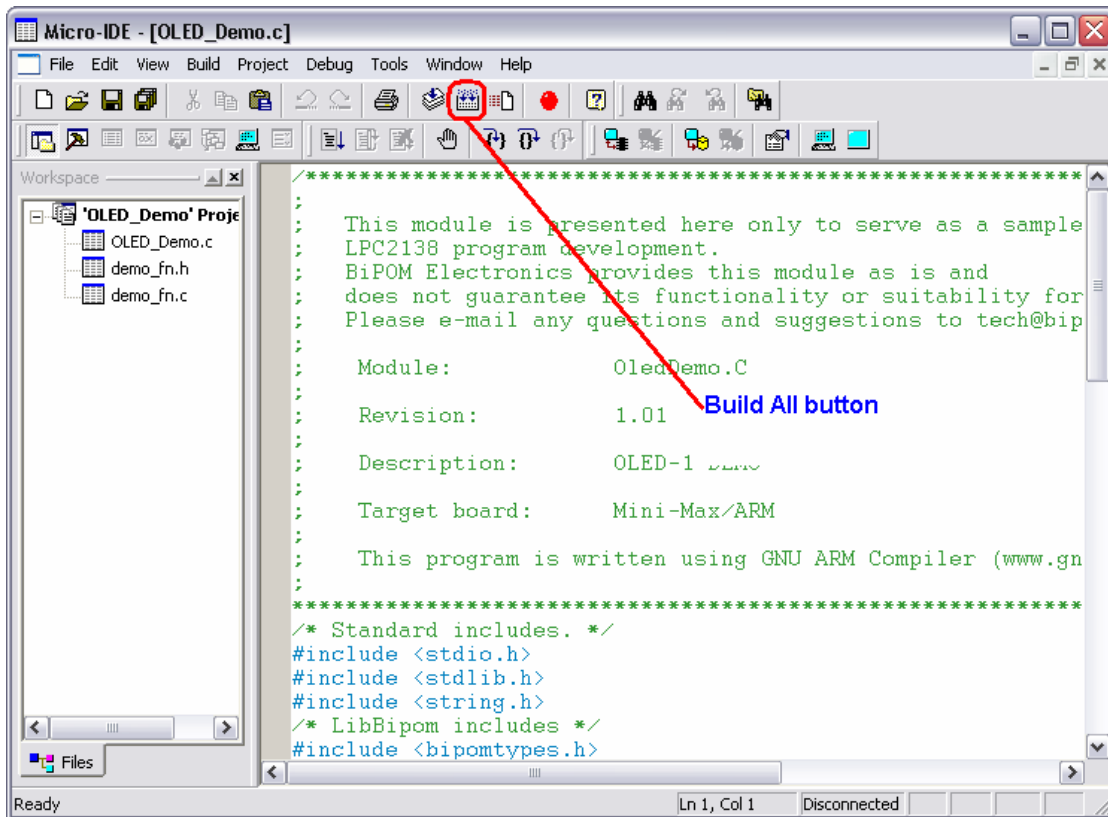 Micro-IDE - [OLED_Demo.c]
File Edit View Build Project Debug Tools Window Help
Workspace
'OLED_Demo' Proje
OLED_Demo.c
demo_fn.h
demo_fn.c
Files
/***********************************************************
;
; This module is presented here only to serve as a sample
; LPC2138 program development.
; BiPOM Electronics provides this module as is and
; does not guarantee its functionality or suitability for
; Please e-mail any questions and suggestions to tech@bip
;
; Module: OledDemo.C
;
; Revision: 1.01
Build All button
;
; Description: OLED-1
;
; Target board: Mini-Max/ARM
;
; This program is written using GNU ARM Compiler (www.gn
;
************************************************************
/* Standard includes. */
#include <stdio.h>
#include <stdlib.h>
#include <string.h>
/* LibBipom includes */
#include <bipomtypes.h>
Ready Ln 1, Col 1 Disconnected